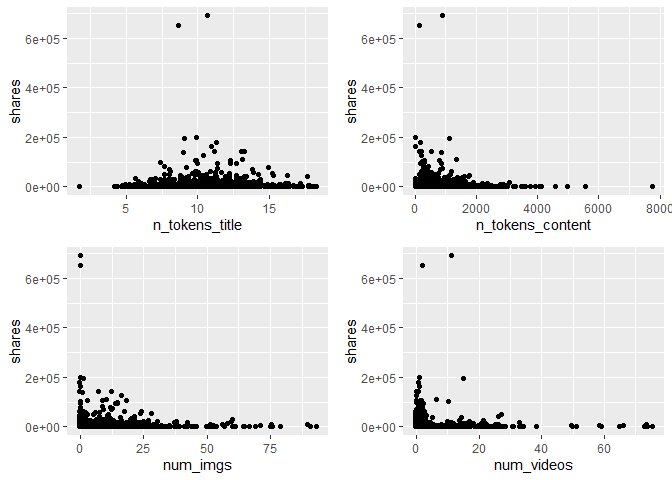 6e+05
4e+05
2e+05
0e+00
shares
5 10 15
n_tokens_title
6e+05
4e+05
2e+05
0e+00
shares
0 2000 4000 6000 8000
n_tokens_content
6e+05
4e+05
2e+05
0e+00
shares
0 25 50 75
num_imgs
6e+05
4e+05
2e+05
0e+00
shares
0 20 40 60
num_videos